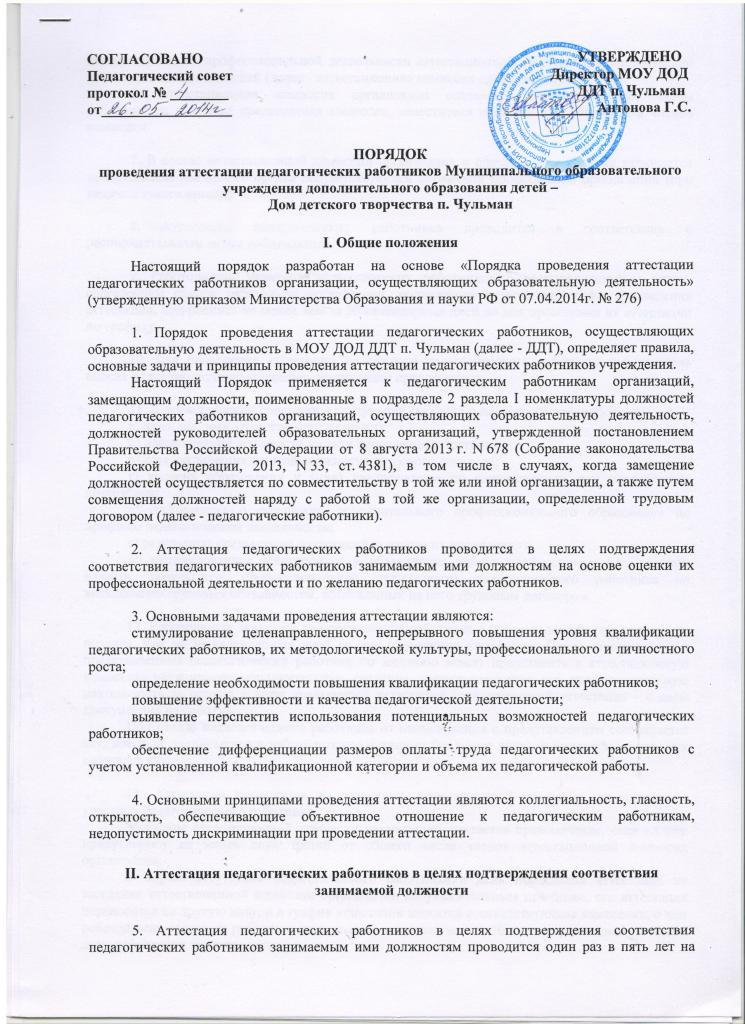 СОГЛАСОВАНО
Педагогический совет
протокол № 4
от 26.05. 2014г
УТВЕРЖДЕНО
Директор МОУ ДОД
ДДТ п. Чульман
Антонова Г.С.
ПОРЯДОК
проведения аттестации педагогических работников Муниципального образовательного
учреждения дополнительного образования детей –
Дом детского творчества п. Чульман
I. Общие положения
Настоящий порядок разработан на основе «Порядка проведения аттестации
педагогических работников организации, осуществляющих образовательную деятельность»
(утвержденную приказом Министерства Образования и науки РФ от 07.04.2014г. № 276)
1. Порядок проведения аттестации педагогических работников, осуществляющих
образовательную деятельность в МОУ ДОД ДДТ п. Чульман (далее - ДДТ), определяет правила,
основные задачи и принципы проведения аттестации педагогических работников учреждения.
Настоящий Порядок применяется к педагогическим работникам организаций,
замещающим должности, поименованные в подразделе 2 раздела I номенклатуры должностей
педагогических работников организаций, осуществляющих образовательную деятельность,
должностей руководителей образовательных организаций, утвержденной постановлением
Правительства Российской Федерации от 8 августа 2013 г. N 678 (Собрание законодательства
Российской Федерации, 2013, N 33, ст. 4381), в том числе в случаях, когда замещение
должностей осуществляется по совместительству в той же или иной организации, а также путем
совмещения должностей наряду с работой в той же организации, определенной трудовым
договором (далее - педагогические работники).
2. Аттестация педагогических работников проводится в целях подтверждения
соответствия педагогических работников занимаемым ими должностям на основе оценки их
профессиональной деятельности и по желанию педагогических работников.
3. Основными задачами проведения аттестации являются:
стимулирование целенаправленного, непрерывного повышения уровня квалификации
педагогических работников, их методологической культуры, профессионального и личностного
роста;
определение необходимости повышения квалификации педагогических работников;
повышение эффективности и качества педагогической деятельности;
выявление перспектив использования потенциальных возможностей педагогических
работников;
обеспечение дифференциации размеров оплаты труда педагогических работников с
учетом установленной квалификационной категории и объема их педагогической работы.
4. Основными принципами проведения аттестации являются коллегиальность, гласность,
открытость, обеспечивающие объективное отношение к педагогическим работникам,
недопустимость дискриминации при проведении аттестации.
II. Аттестация педагогических работников в целях подтверждения соответствия
занимаемой должности
5. Аттестация педагогических работников в целях подтверждения соответствия
педагогических работников занимаемым ими должностям проводится один раз в пять лет на